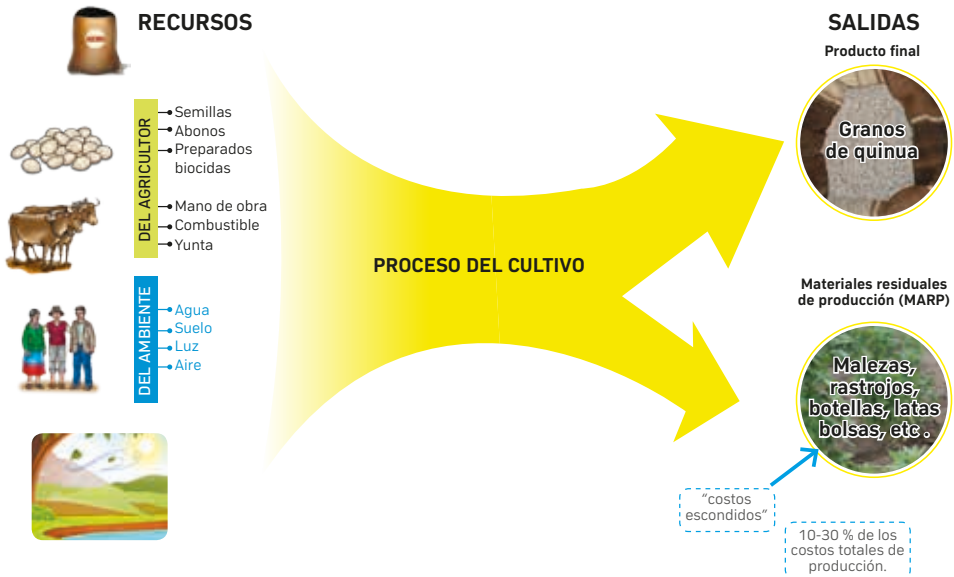 RECURSOS
DEL AGRICULTOR
Semillas
Abonos
Preparados
biocidas
Mano de obra
Combustible
Yunta
DEL AMBIENTE
Agua
Suelo
Luz
Aire
PROCESO DEL CULTIVO
SALIDAS
Producto final
Granos
de quinua
Materiales residuales
de producción (MARP)
Malezas,
rastrojos,
botellas, latas
bolsas, etc .
“costos
escondidos”
10-30 % de los
costos totales de
producción.